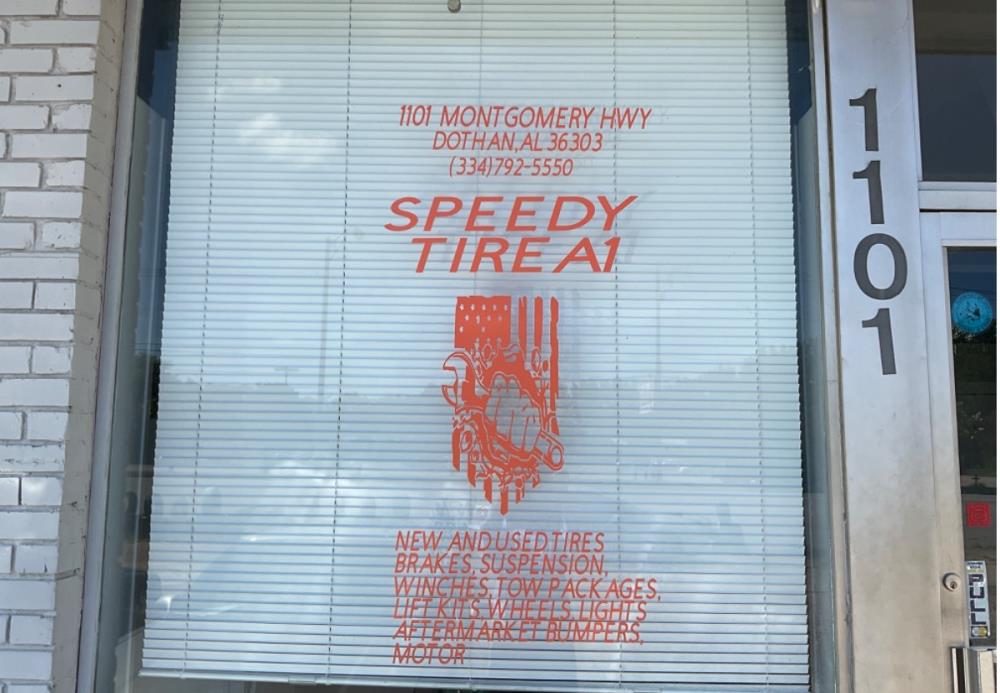 1101 MONTGOMERY HWY
DOTHAN, AL 36303
(334)792-5550
SPEEDY
TIRE A1
NEW AND USED TIRES
BRAKES, SUSPENSION,
WINCHES, TOW PACKAGES,
LIFT KITS, WHEELS, LIGHTS
AFTERMARKET BUMPERS,
MOTOR
1101
PULL